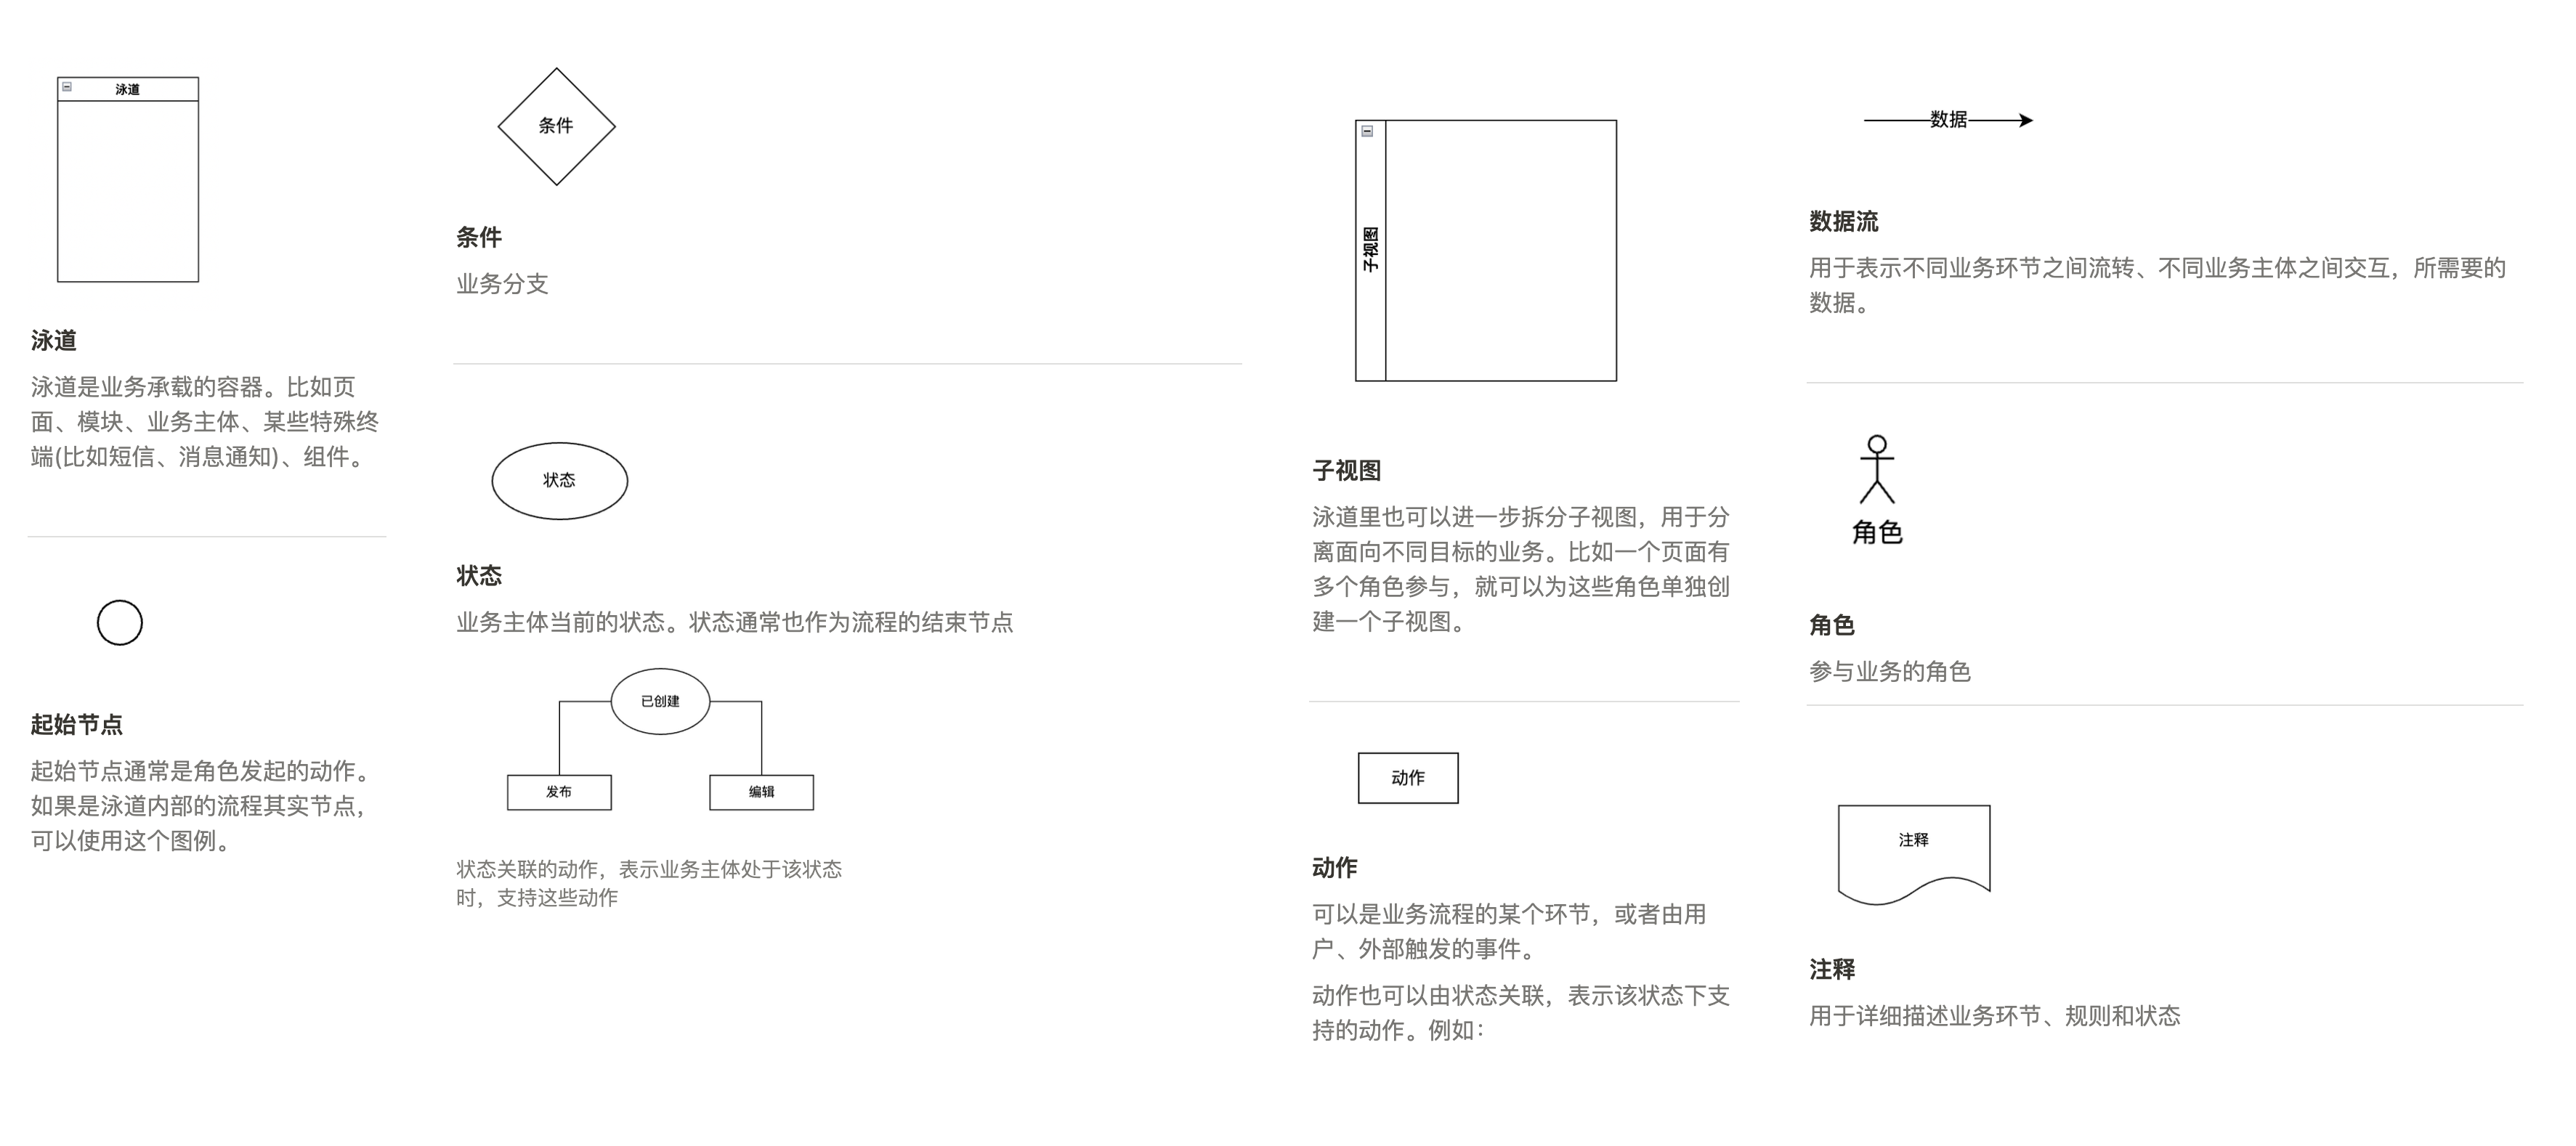 泳道
泳道
泳道是业务承载的容器。比如页
面、模块、业务主体、某些特殊终
端(比如短信、消息通知)、组件。
起始节点
起始节点通常是角色发起的动作。
如果是泳道内部的流程其实节点，
可以使用这个图例。
条件
条件
业务分支
状态
状态
业务主体当前的状态。状态通常也作为流程的结束节点
已创建
发布
编辑
状态关联的动作，表示业务主体处于该状态
时，支持这些动作
子视图
子视图
泳道里也可以进一步拆分子视图，用于分
离面向不同目标的业务。比如一个页面有
多个角色参与，就可以为这些角色单独创
建一个子视图。
动作
动作
可以是业务流程的某个环节，或者由用
户、外部触发的事件。
动作也可以由状态关联，表示该状态下支
持的动作。例如：
数据
数据流
用于表示不同业务环节之间流转、不同业务主体之间交互，所需要的
数据。
角色
角色
参与业务的角色
注释
注释
用于详细描述业务环节、规则和状态